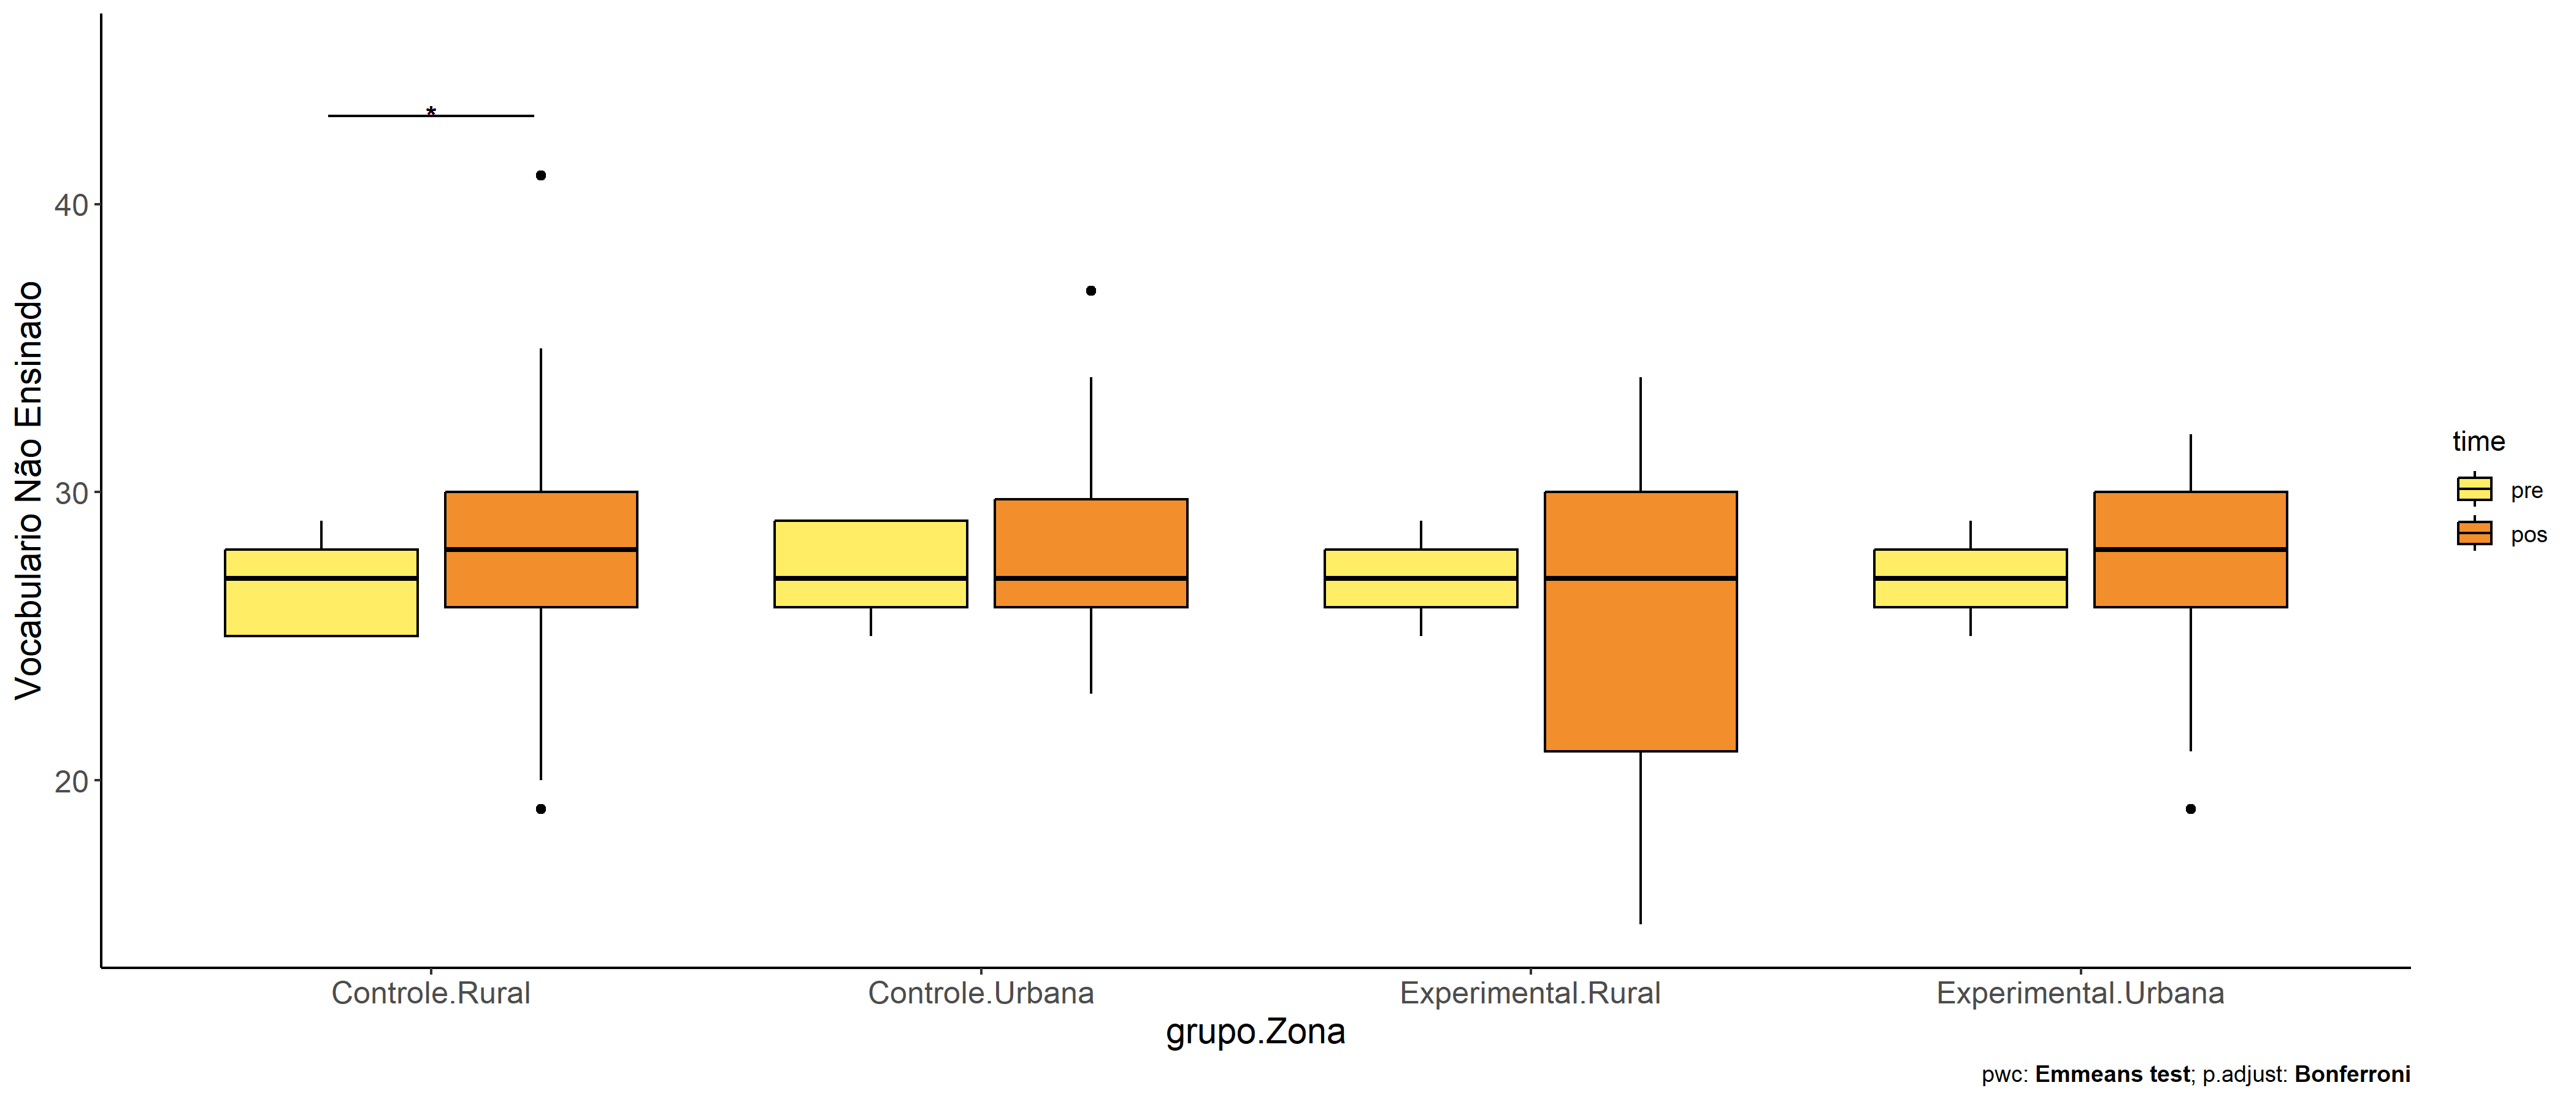 *
40
30
20
Vocabulario Não Ensinado
Controle.Rural
Controle.Urbana
Experimental.Rural
Experimental.Urbana
grupo.Zona
time
pre
pos
pwc: Emmeans test; p.adjust: Bonferroni